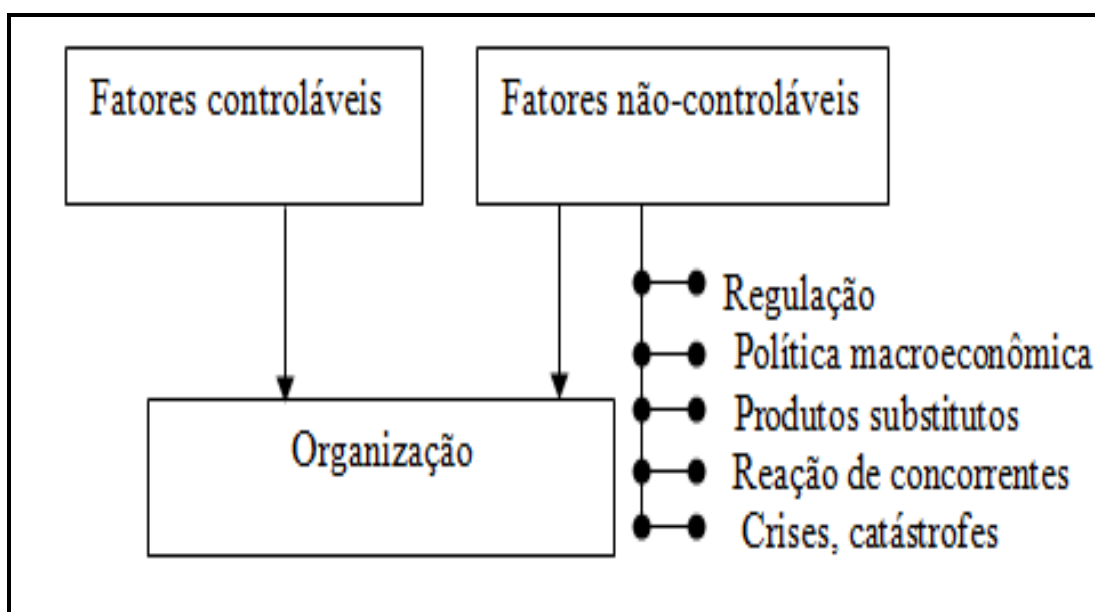 Fatores controláveis
Fatores não-controláveis
Regulação
Política macroeconômica
Produtos substitutos
Reação de concorrentes
Crises, catástrofes
Organização